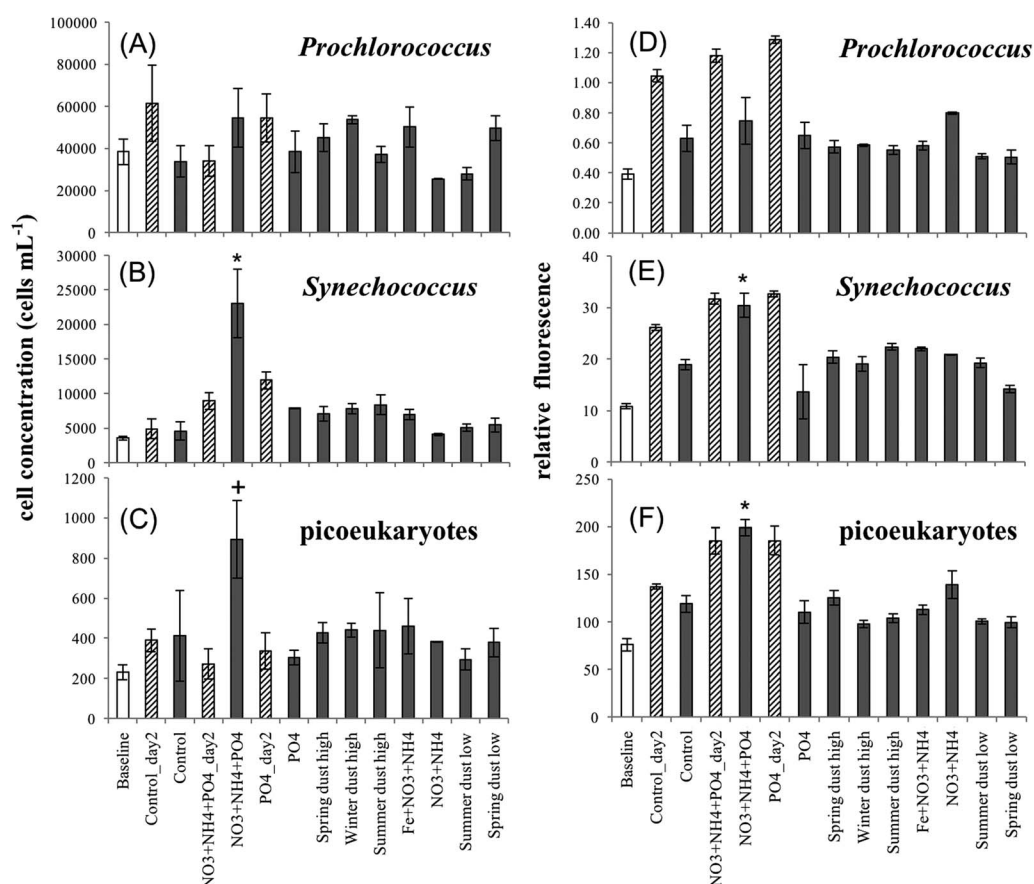 cell concentration (cells mL-1)
(A)
Prochlorococcus
100000
80000
60000
40000
20000
0
(B)
*
Synechococcus
30000
25000
20000
15000
10000
5000
0
(C)
+
picoeukaryotes
1200
1000
800
600
400
200
0
Baseline
Control_day2
Control
NO3+NH4+PO4_day2
NO3+NH4+PO4
PO4_day2
PO4
Spring dust high
Winter dust high
Summer dust high
Fe+NO3+NH4
NO3+NH4
Summer dust low
Spring dust low
relative fluorescence
(D)
Prochlorococcus
1.40
1.20
1.00
0.80
0.60
0.40
0.20
0.00
(E)
*
Synechococcus
40
30
20
10
0
(F)
*
picoeukaryotes
250
200
150
100
50
0
Baseline
Control_day2
Control
NO3+NH4+PO4_day2
NO3+NH4+PO4
PO4_day2
PO4
Spring dust high
Winter dust high
Summer dust high
Fe+NO3+NH4
NO3+NH4
Summer dust low
Spring dust low